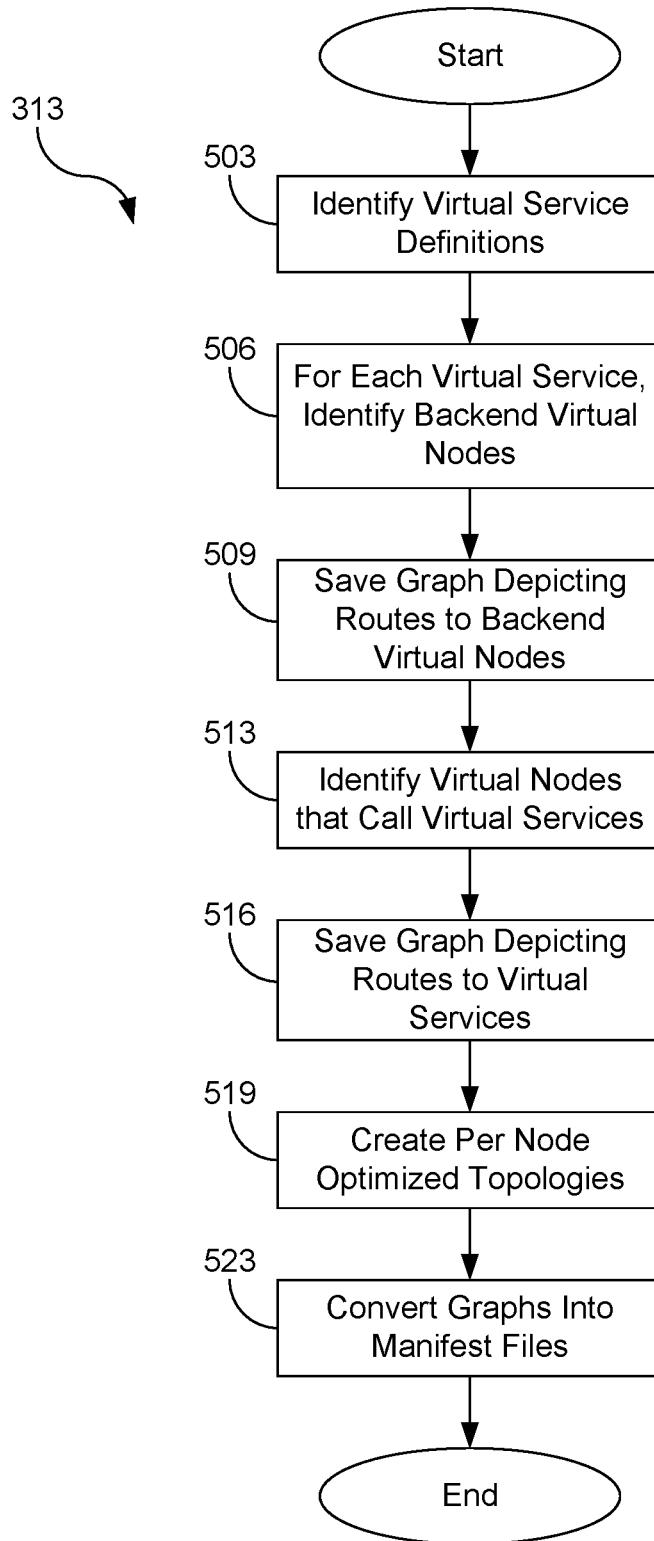 Start
313
503
Identify Virtual Service
Definitions
506
For Each Virtual Service,
Identify Backend Virtual
Nodes
509
Save Graph Depicting
Routes to Backend
Virtual Nodes
513
Identify Virtual Nodes
that Call Virtual Services
516
Save Graph Depicting
Routes to Virtual
Services
519
Create Per Node
Optimized Topologies
523
Convert Graphs Into
Manifest Files
End